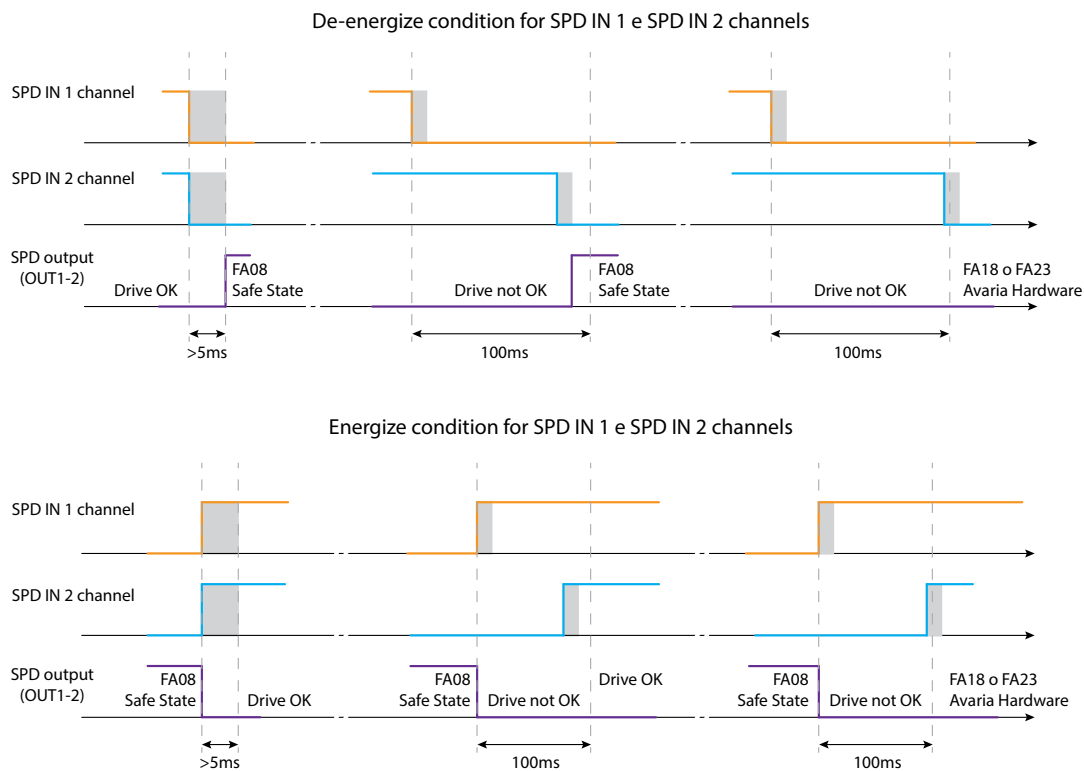 De-energize condition for SPD IN 1 e SPD IN 2 channels
SPD IN 1 channel
SPD IN 2 channel
SPD output
(OUT1-2)
Drive OK
FA08
Safe State
Drive not OK
FA08
Safe State
Drive not OK
FA18 o FA23
Avaria Hardware
>5ms
100ms
100ms
Energize condition for SPD IN 1 e SPD IN 2 channels
SPD IN 1 channel
SPD IN 2 channel
SPD output
(OUT1-2)
FA08
Safe State
Drive OK
FA08
Safe State
Drive not OK
Drive OK
FA08
Safe State
Drive not OK
FA18 o FA23
Avaria Hardware
>5ms
100ms
100ms